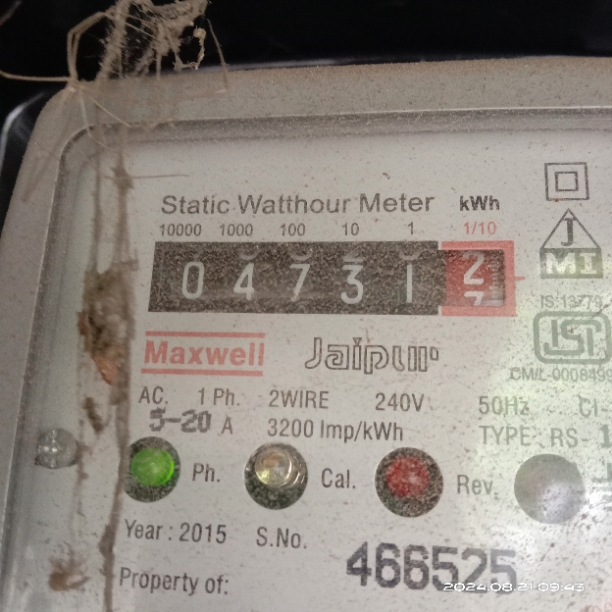 Static Watthour Meter kWh
10000 1000 100 10 1 1/10
0 4 7 3 1 2
Maxwell Jaipur
AC. 1 Ph. 2WIRE 240V 50Hz
5-20 A 3200 Imp/kWh
TYPE : RS-1
Ph. Cal. Rev.
Year : 2015 S.No.
466525
Property of:
J
MI
IS:13779
ISI
CM/L-0008499
2024.08.21 09:43